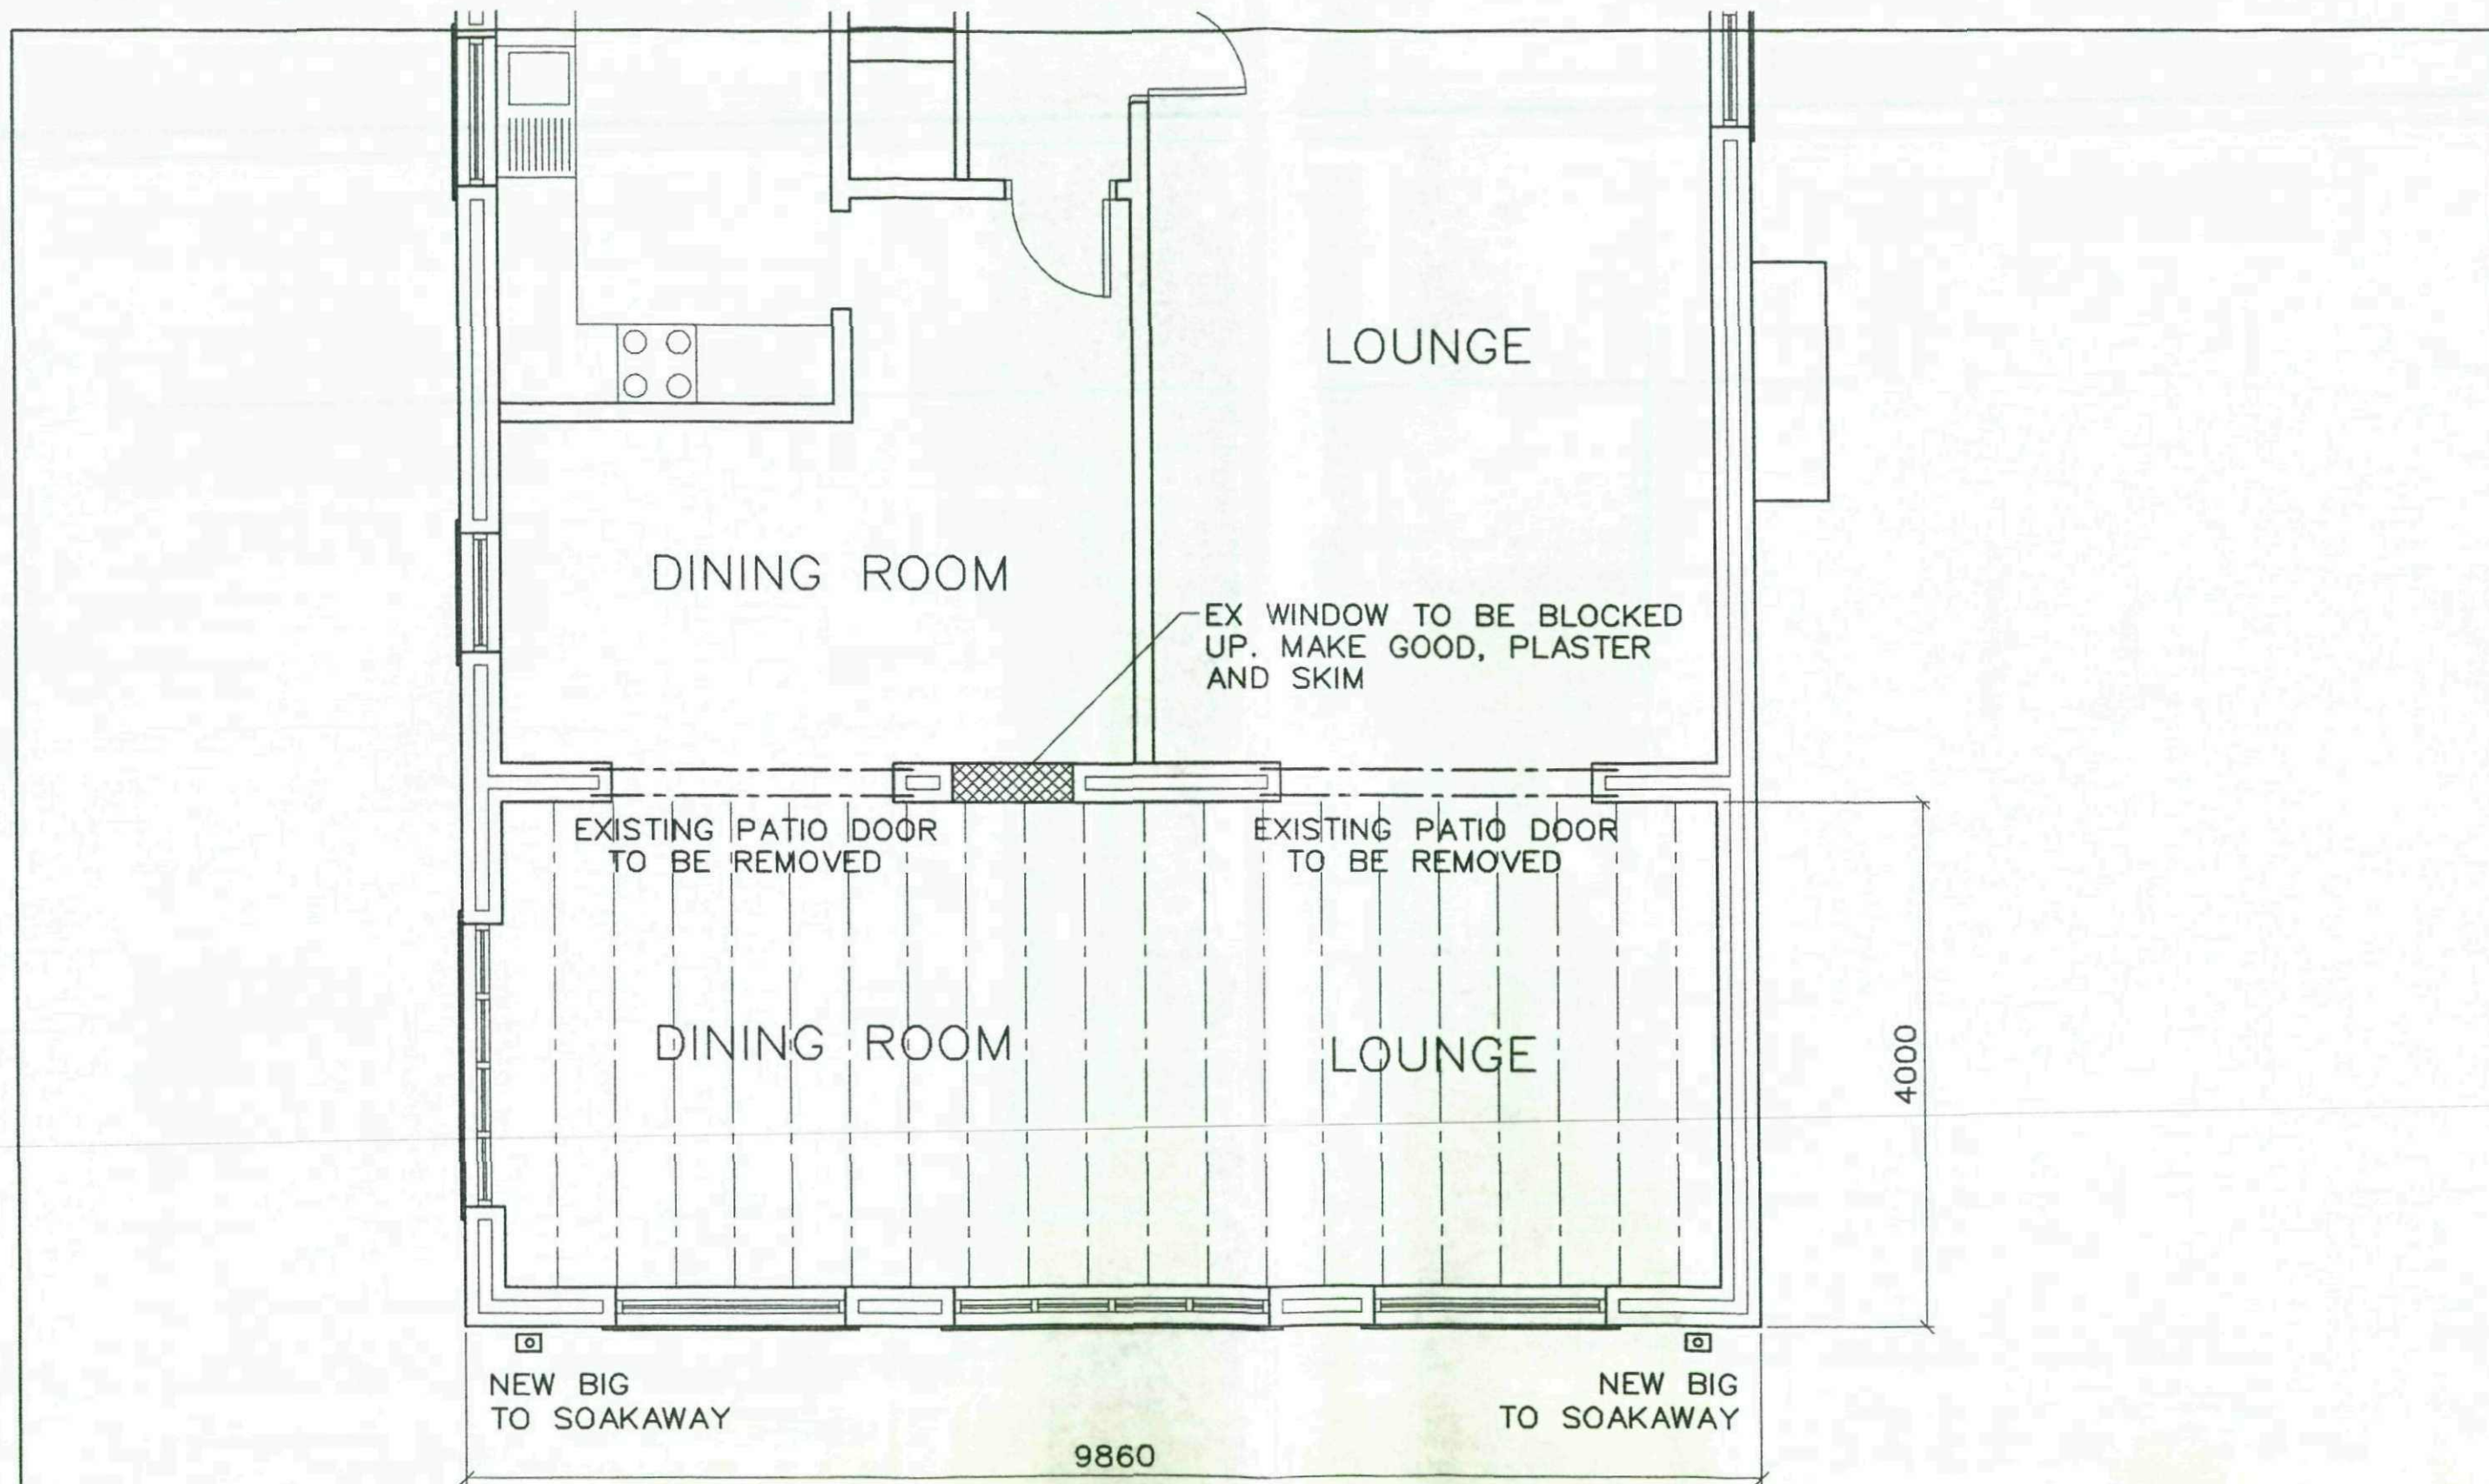 LOUNGE
DINING ROOM
EX WINDOW TO BE BLOCKED
UP. MAKE GOOD, PLASTER
AND SKIM
EXISTING PATIO DOOR
TO BE REMOVED
EXISTING PATIO DOOR
TO BE REMOVED
DINING ROOM
LOUNGE
4000
NEW BIG
TO SOAKAWAY
NEW BIG
TO SOAKAWAY
9860